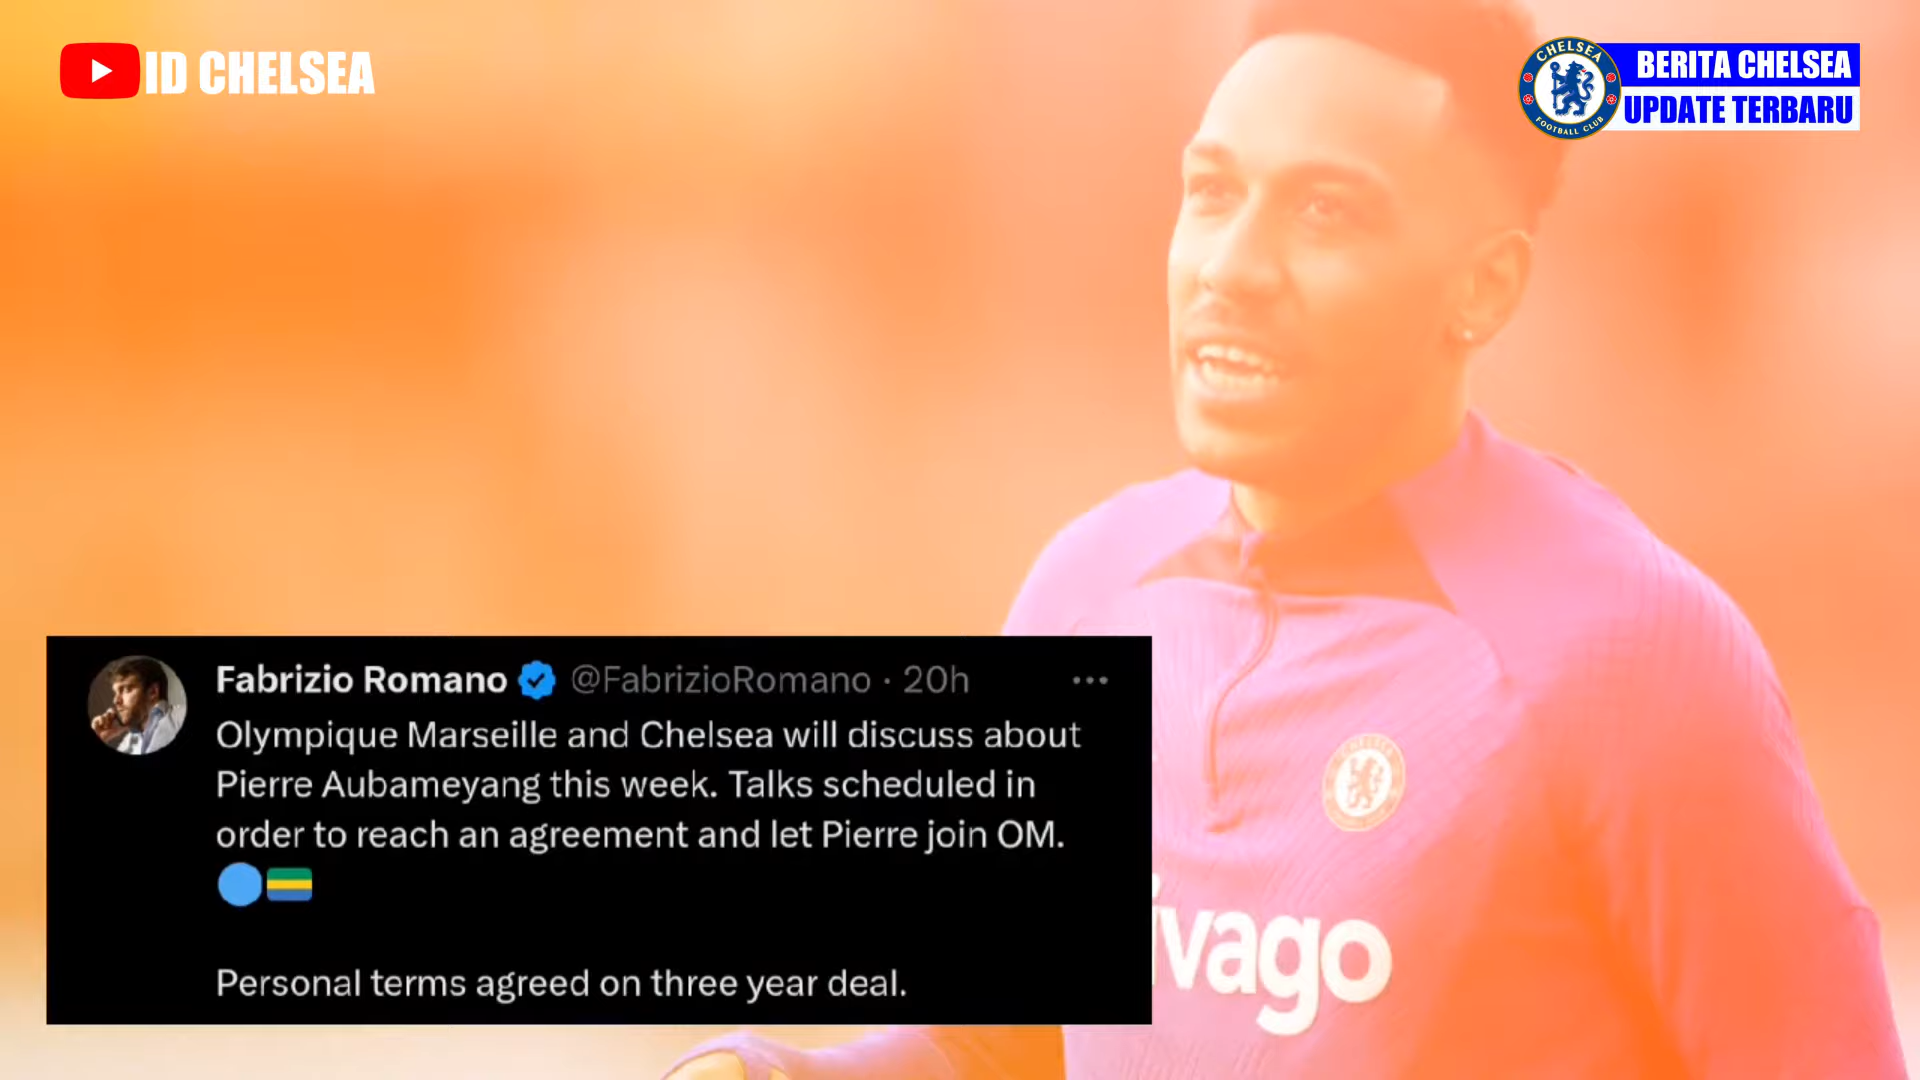 ID CHELSEA
CHELSEA
FOOTBALL CLUB
BERITA CHELSEA
UPDATE TERBARU
Fabrizio Romano @FabrizioRomano · 20h
Olympique Marseille and Chelsea will discuss about
Pierre Aubameyang this week. Talks scheduled in
order to reach an agreement and let Pierre join OM.
Personal terms agreed on three year deal.
ivago